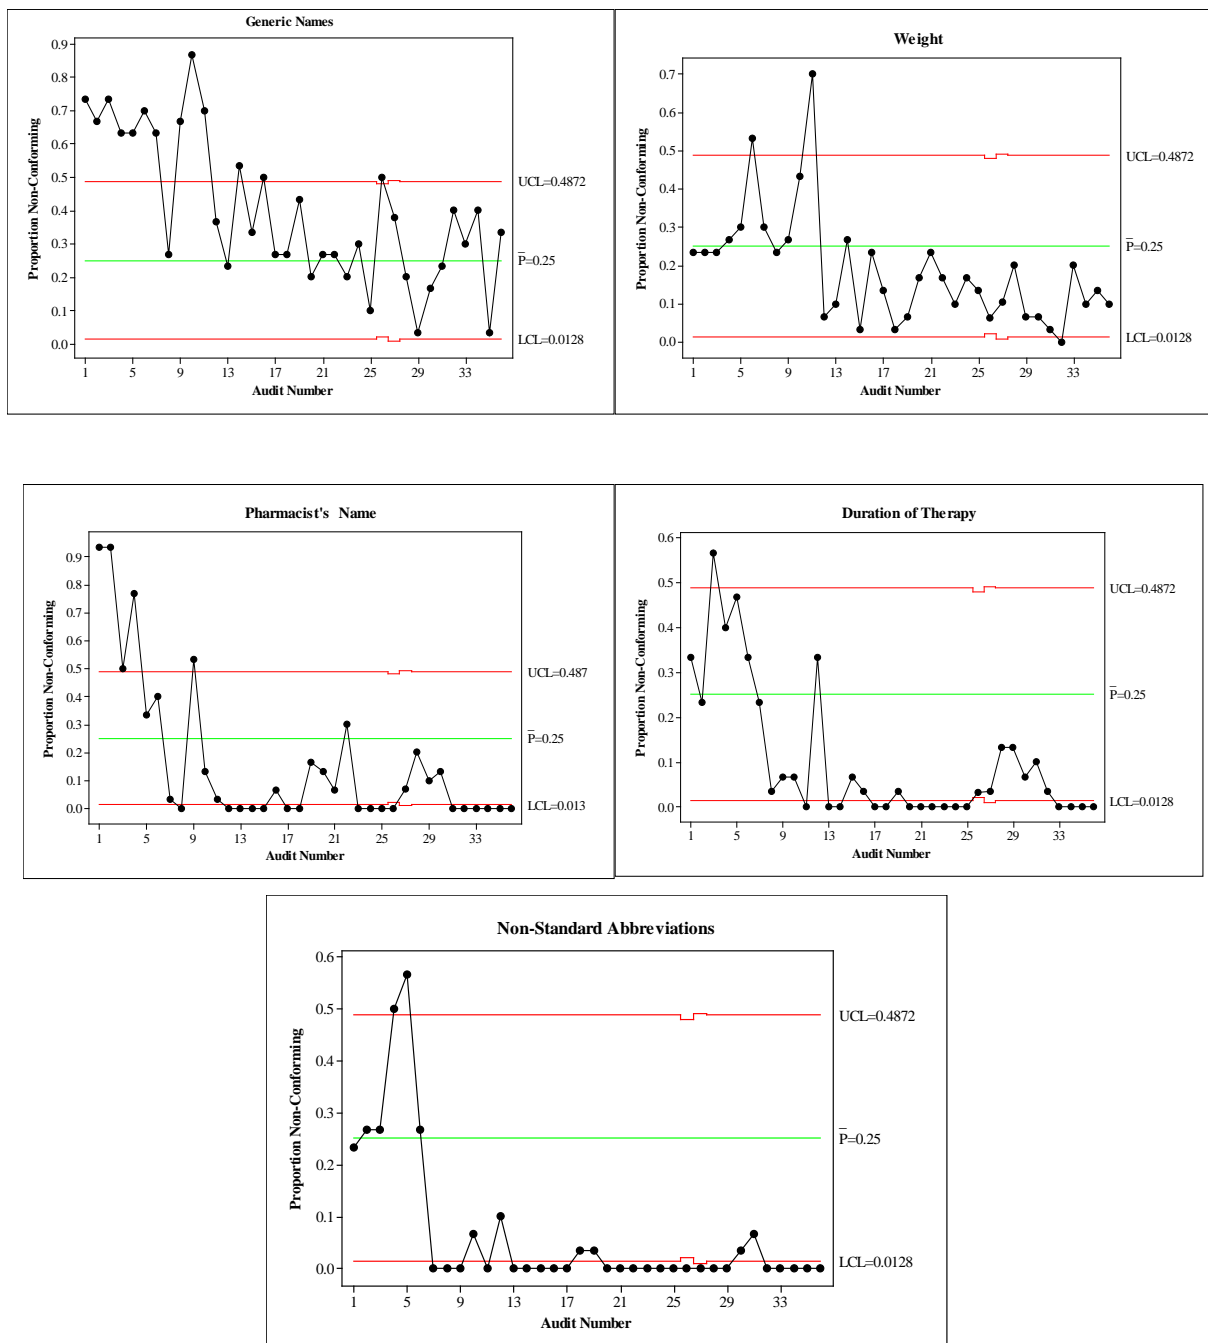 Generic Names
Proportion Non-Conforming
0.9
0.8
0.7
0.6
0.5
0.4
0.3
0.2
0.1
0.0
UCL=0.4872
P̄=0.25
LCL=0.0128
1 5 9 13 17 21 25 29 33
Audit Number
Weight
Proportion Non-Conforming
0.7
0.6
0.5
0.4
0.3
0.2
0.1
0.0
UCL=0.4872
P̄=0.25
LCL=0.0128
1 5 9 13 17 21 25 29 33
Audit Number
Pharmacist's Name
Proportion Non-Conforming
0.9
0.8
0.7
0.6
0.5
0.4
0.3
0.2
0.1
0.0
UCL=0.487
P̄=0.25
LCL=0.013
1 5 9 13 17 21 25 29 33
Audit Number
Duration of Therapy
Proportion Non-Conforming
0.6
0.5
0.4
0.3
0.2
0.1
0.0
UCL=0.4872
P̄=0.25
LCL=0.0128
1 5 9 13 17 21 25 29 33
Audit Number
Non-Standard Abbreviations
Proportion Non-Conforming
0.6
0.5
0.4
0.3
0.2
0.1
0.0
UCL=0.4872
P̄=0.25
LCL=0.0128
1 5 9 13 17 21 25 29 33
Audit Number